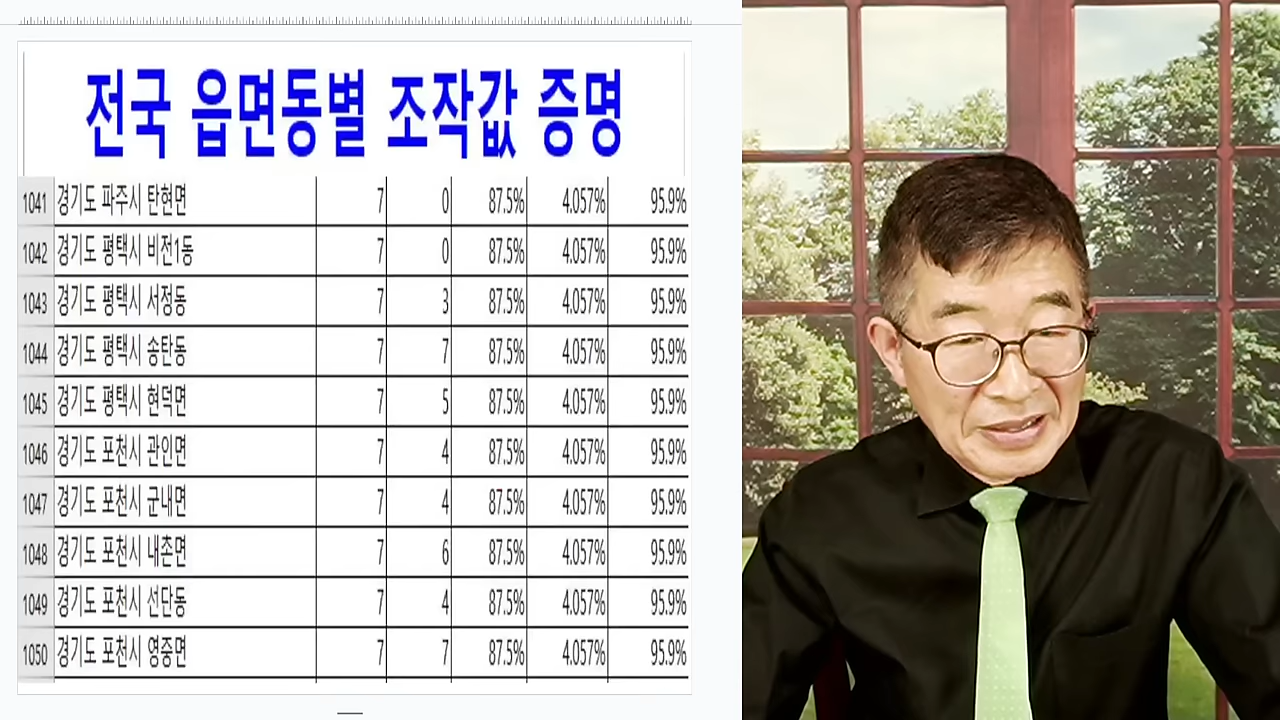 전국 읍면동별 조작값 증명
1041 경기도 파주시 탄현면 7 0 87.5% 4.057% 95.9%
1042 경기도 평택시 비전1동 7 0 87.5% 4.057% 95.9%
1043 경기도 평택시 서정동 7 3 87.5% 4.057% 95.9%
1044 경기도 평택시 송탄동 7 7 87.5% 4.057% 95.9%
1045 경기도 평택시 현덕면 7 5 87.5% 4.057% 95.9%
1046 경기도 포천시 관인면 7 4 87.5% 4.057% 95.9%
1047 경기도 포천시 군내면 7 4 87.5% 4.057% 95.9%
1048 경기도 포천시 내촌면 7 6 87.5% 4.057% 95.9%
1049 경기도 포천시 선단동 7 4 87.5% 4.057% 95.9%
1050 경기도 포천시 영중면 7 7 87.5% 4.057% 95.9%